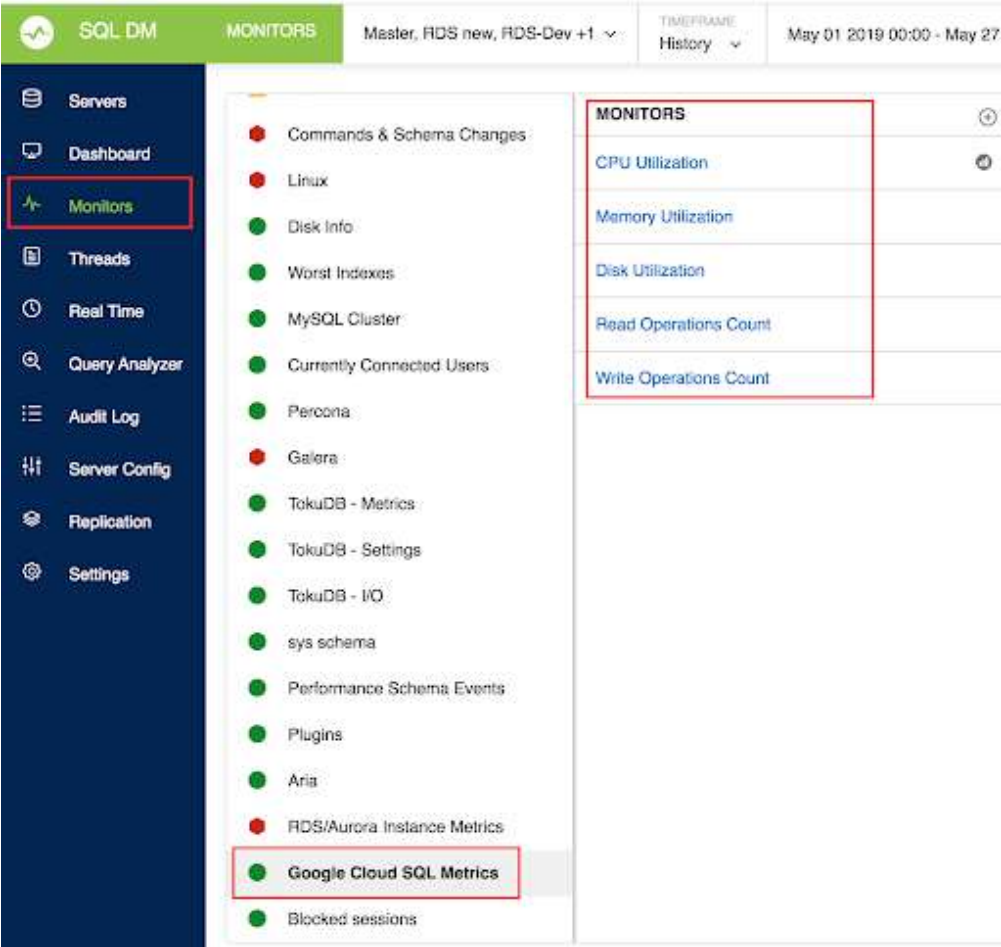 SQL DM
MONITORS
Master, RDS new, RDS-Dev +1
TIMEFRAME
History
May 01 2019 00:00 - May 27
Servers
Dashboard
Monitors
Threads
Real Time
Query Analyzer
Audit Log
Server Config
Replication
Settings
Commands & Schema Changes
Linux
Disk Info
Worst Indexes
MySQL Cluster
Currently Connected Users
Percona
Galera
TokuDB - Metrics
TokuDB - Settings
TokuDB - I/O
sys schema
Performance Schema Events
Plugins
Aria
RDS/Aurora Instance Metrics
Google Cloud SQL Metrics
Blocked sessions
MONITORS
CPU Utilization
Memory Utilization
Disk Utilization
Read Operations Count
Write Operations Count